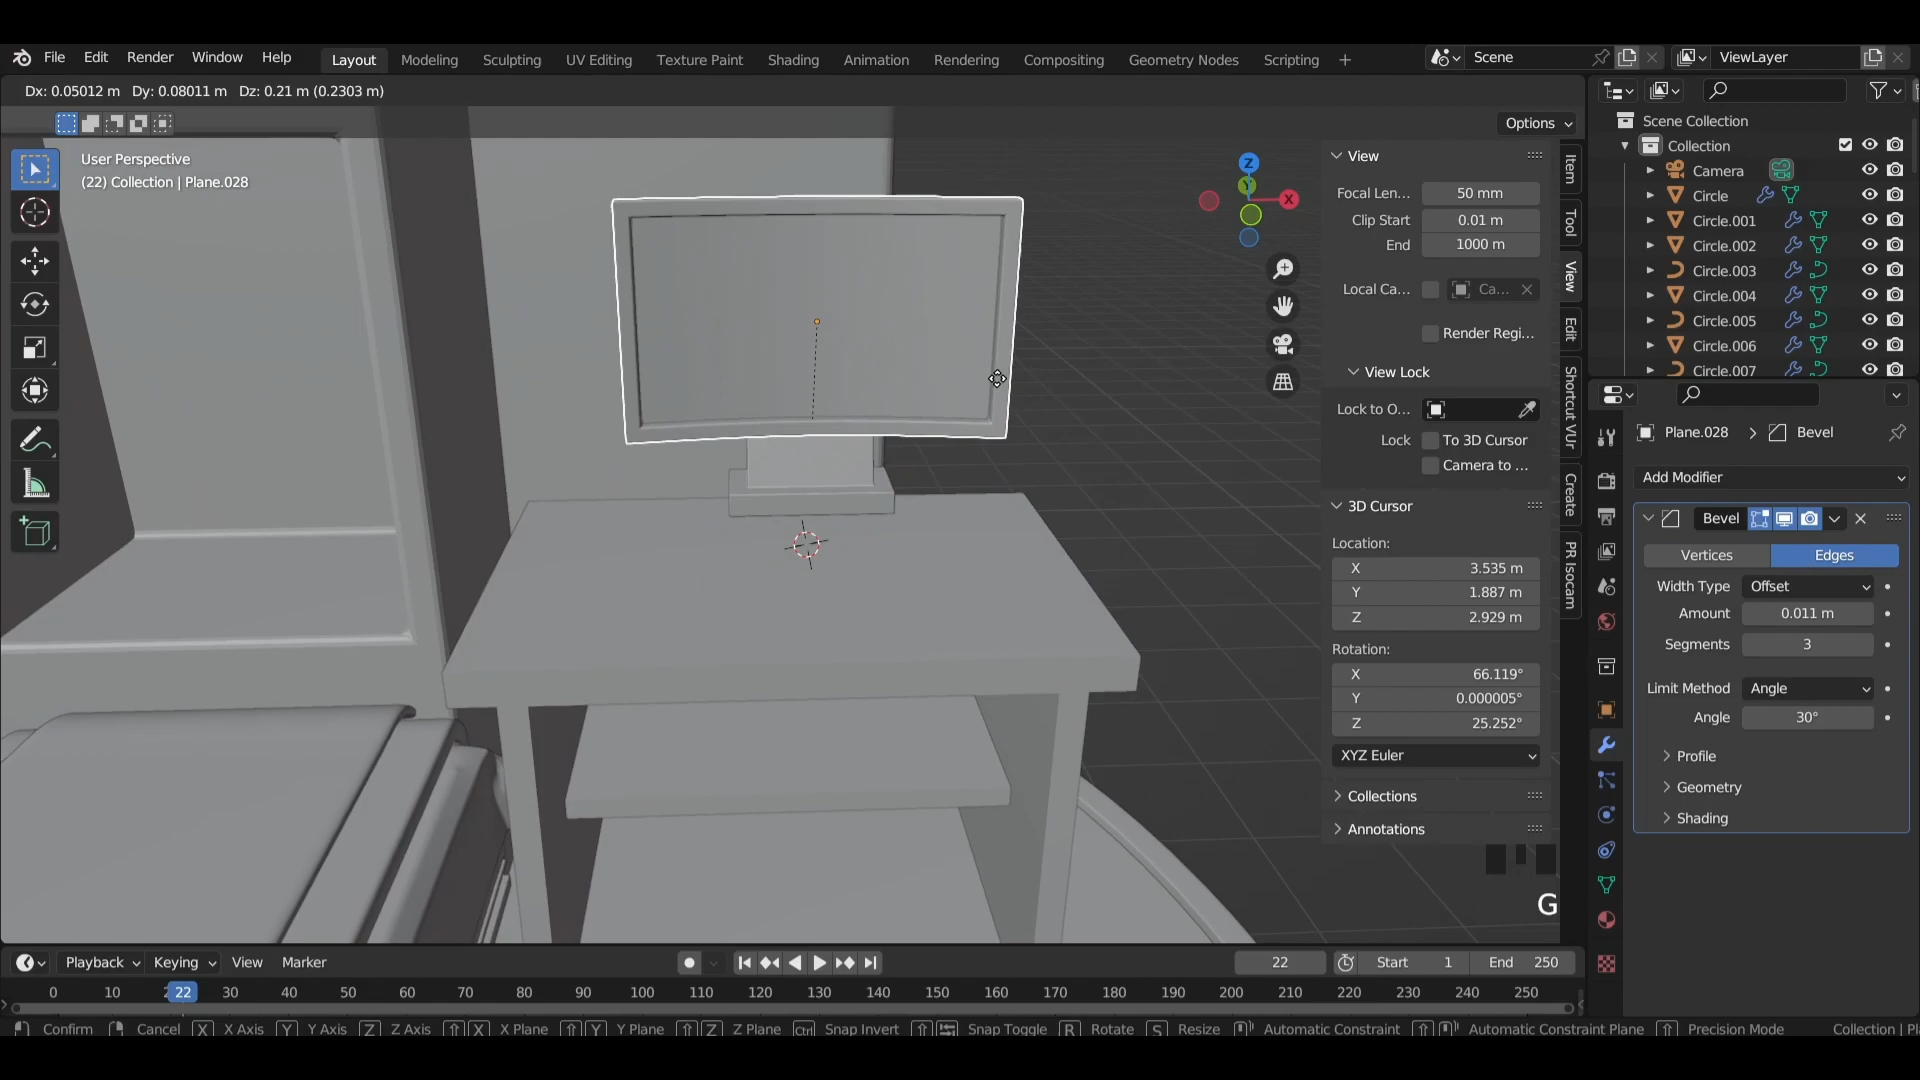 File Edit Render Window Help Layout Modeling Sculpting UV Editing Texture Paint Shading Animation Rendering Compositing Geometry Nodes Scripting + Scene ViewLayer
Dx: 0.05012 m Dy: 0.08011 m Dz: 0.21 m (0.2303 m)
Options
User Perspective
(22) Collection | Plane.028
Z
X
Y
View
Focal Len... 50 mm
Clip Start 0.01 m
End 1000 m
Local Ca... Ca...
Render Regi...
View Lock
Lock to O...
Lock To 3D Cursor
Camera to ...
3D Cursor
Location:
X 3.535 m
Y 1.887 m
Z 2.929 m
Rotation:
X 66.119°
Y 0.000005°
Z 25.252°
XYZ Euler
Collections
Annotations
G
Item
Tool
View
Edit
Shortcut VUr
Create
PR Isocam
Scene Collection
Collection
Camera
Circle
Circle.001
Circle.002
Circle.003
Circle.004
Circle.005
Circle.006
Circle.007
Plane.028 > Bevel
Add Modifier
Bevel
Vertices Edges
Width Type Offset
Amount 0.011 m
Segments 3
Limit Method Angle
Angle 30°
Profile
Geometry
Shading
Playback Keying View Marker 22 Start 1 End 250
0 10 22 30 40 50 60 70 80 90 100 110 120 130 140 150 160 170 180 190 200 210 220 230 240 250
Confirm Cancel X X Axis Y Y Axis Z Z Axis X X Plane Y Y Plane Z Z Plane Ctrl Snap Invert Snap Toggle R Rotate S Resize Automatic Constraint Automatic Constraint Plane Precision Mode Collection | Pl